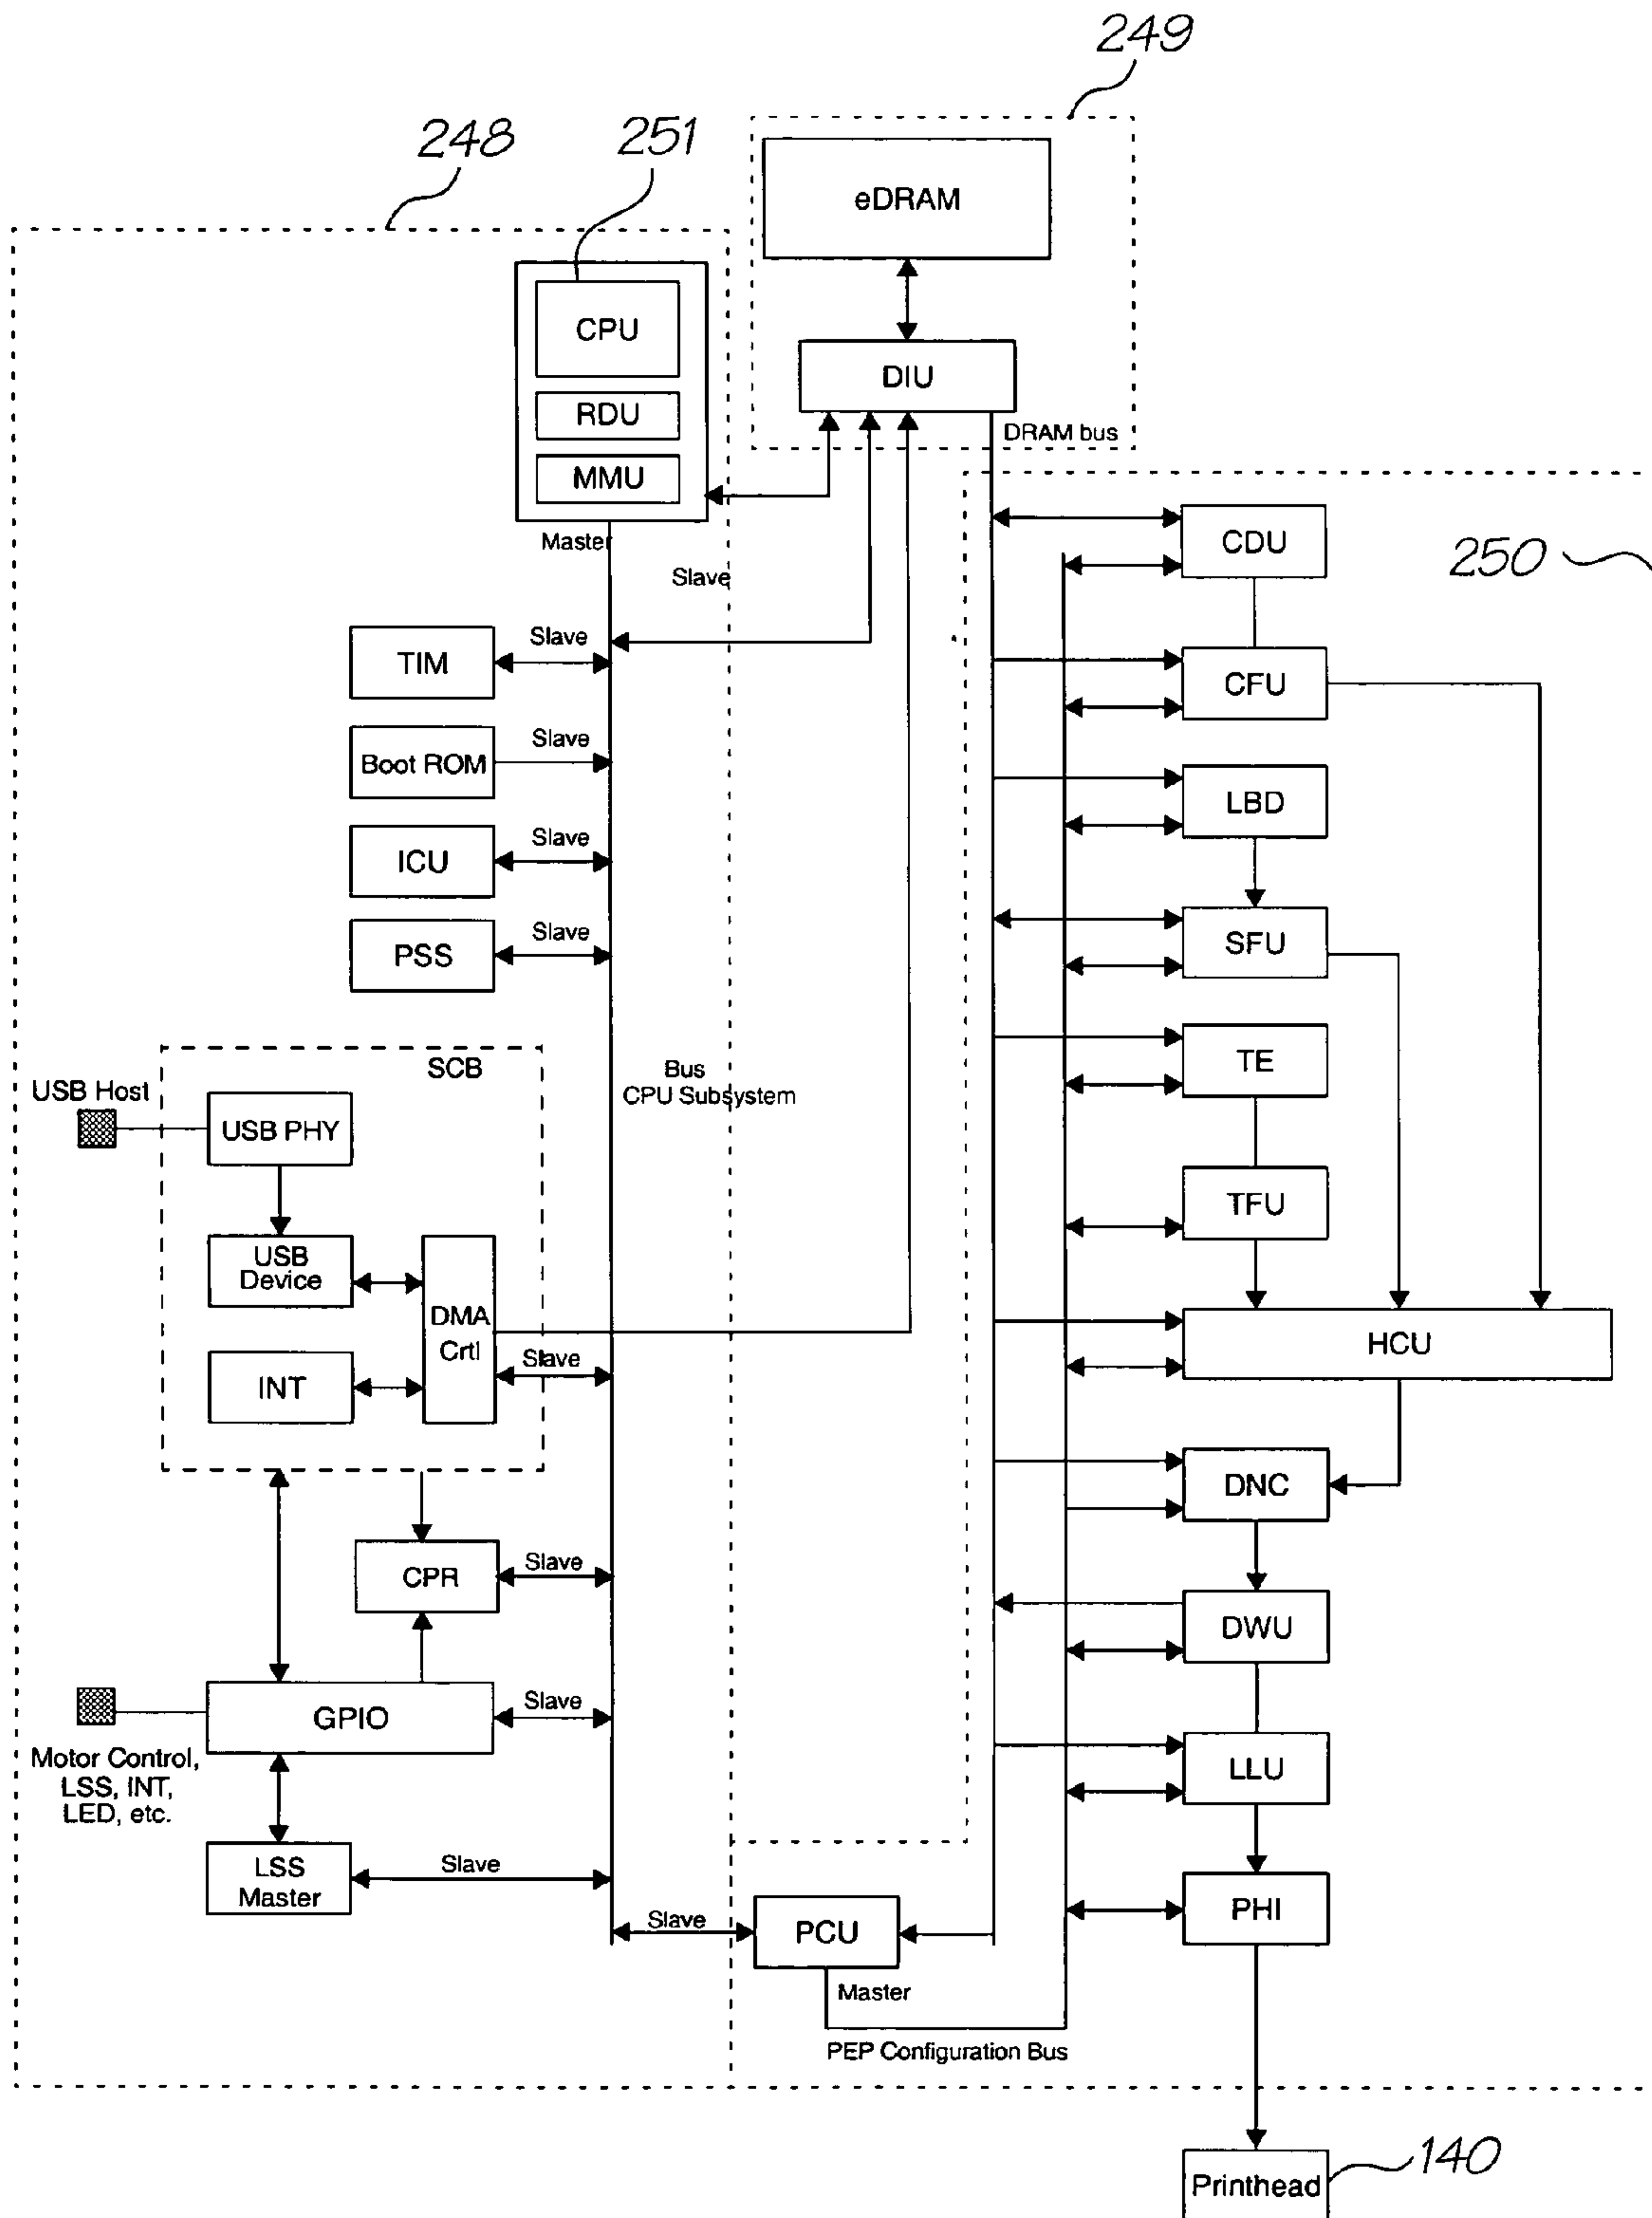 249
248
251
eDRAM
CPU
DIU
RDU
DRAM bus
MMU
Master
CDU
250
Slave
TIM
Slave
CFU
Boot ROM
Slave
LBD
ICU
Slave
PSS
Slave
SFU
TE
SCB
Bus
CPU Subsystem
USB Host
USB PHY
TFU
USB
Device
DMA
Crtl
HCU
Slave
INT
DNC
CPR
Slave
DWU
GPIO
Slave
Motor Control,
LSS, INT,
LED, etc.
LLU
LSS
Master
Slave
PHI
Slave
PCU
Master
PEP Configuration Bus
Printhead
140